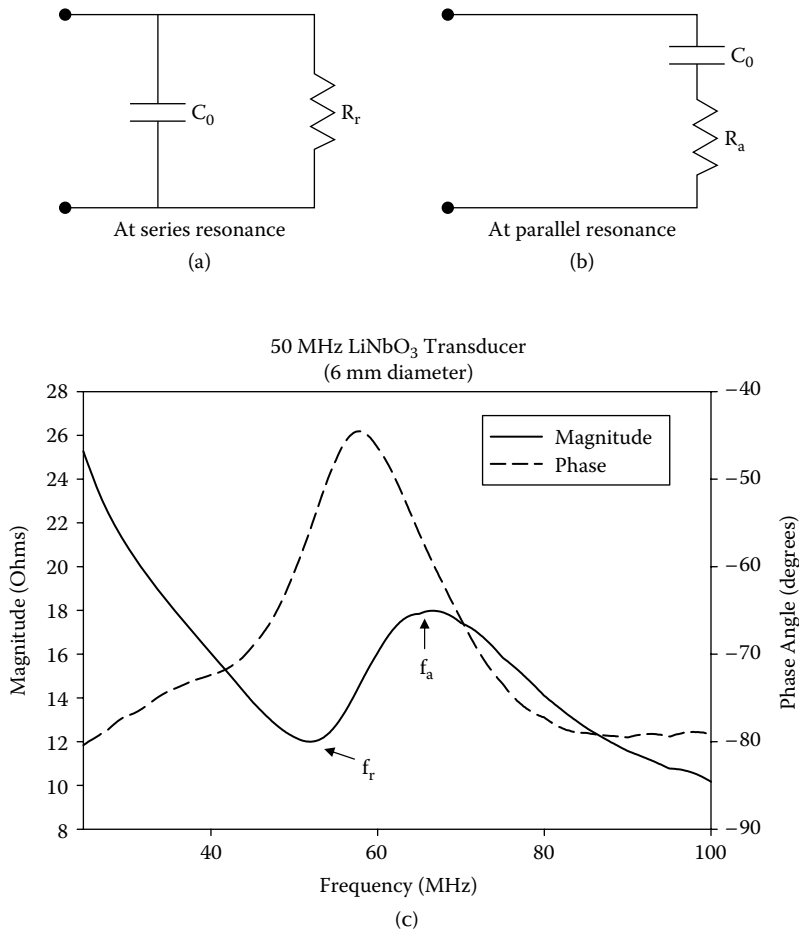 C₀
Rᵣ
At series resonance
(a)
C₀
Rₐ
At parallel resonance
(b)
50 MHz LiNbO₃ Transducer
(6 mm diameter)
28
26
24
22
20
18
16
14
12
10
8
Magnitude (Ohms)
Magnitude
Phase
fₐ
fᵣ
−40
−50
−60
−70
−80
−90
Phase Angle (degrees)
40
60
80
100
Frequency (MHz)
(c)